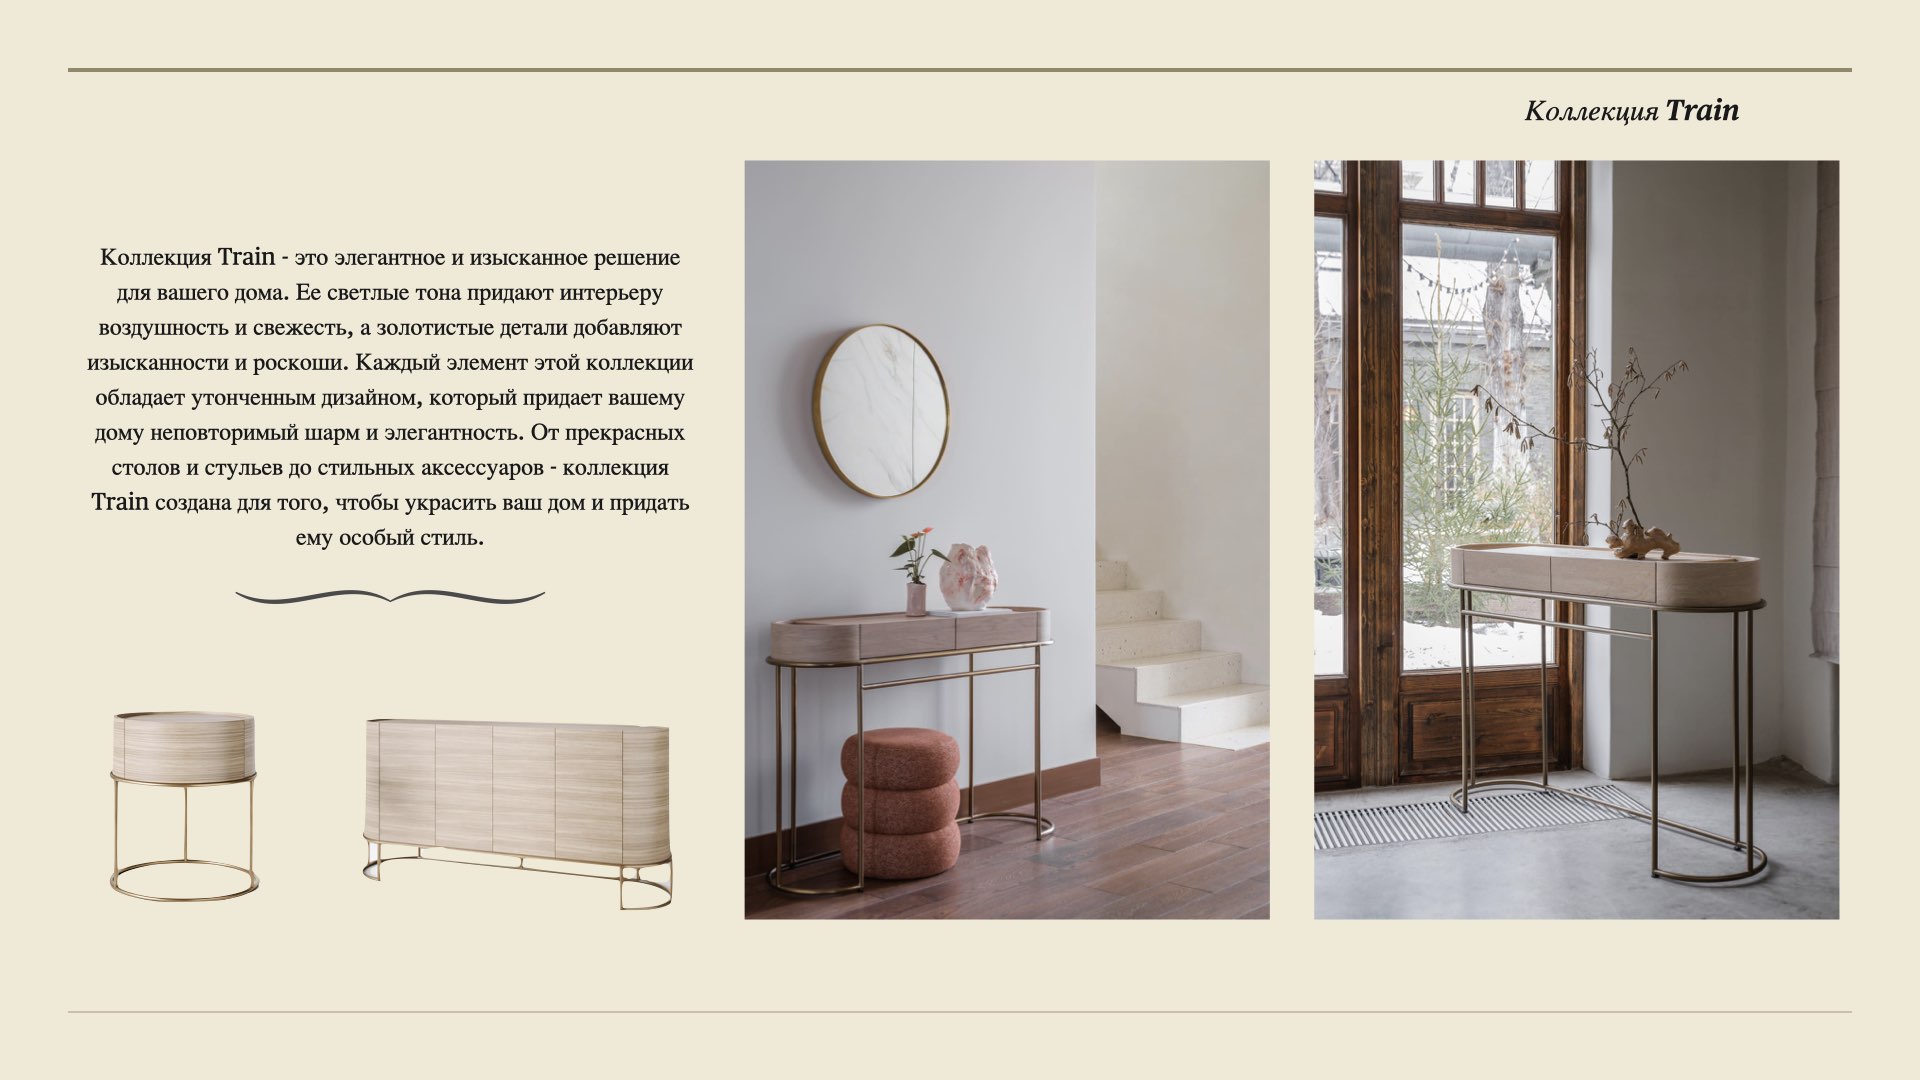 Коллекция Train
Коллекция Train - это элегантное и изысканное решение
для вашего дома. Ее светлые тона придают интерьеру
воздушность и свежесть, а золотистые детали добавляют
изысканности и роскоши. Каждый элемент этой коллекции
обладает утонченным дизайном, который придает вашему
дому неповторимый шарм и элегантность. От прекрасных
столов и стульев до стильных аксессуаров - коллекция
Train создана для того, чтобы украсить ваш дом и придать
ему особый стиль.